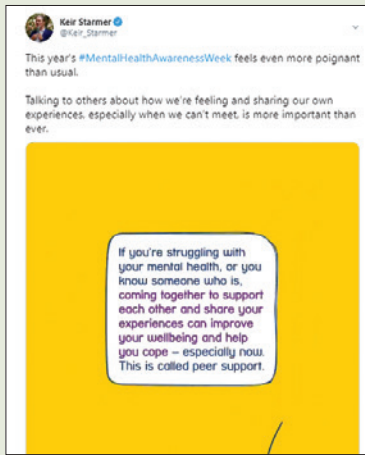 Keir Starmer
@Keir_Starmer
This year's #MentalHealthAwarenessWeek feels even more poignant
than usual.
Talking to others about how we're feeling and sharing our own
experiences, especially when we can't meet, is more important than
ever.
If you're struggling with
your mental health, or you
know someone who is,
coming together to support
each other and share your
experiences can improve
your wellbeing and help
you cope – especially now.
This is called peer support.